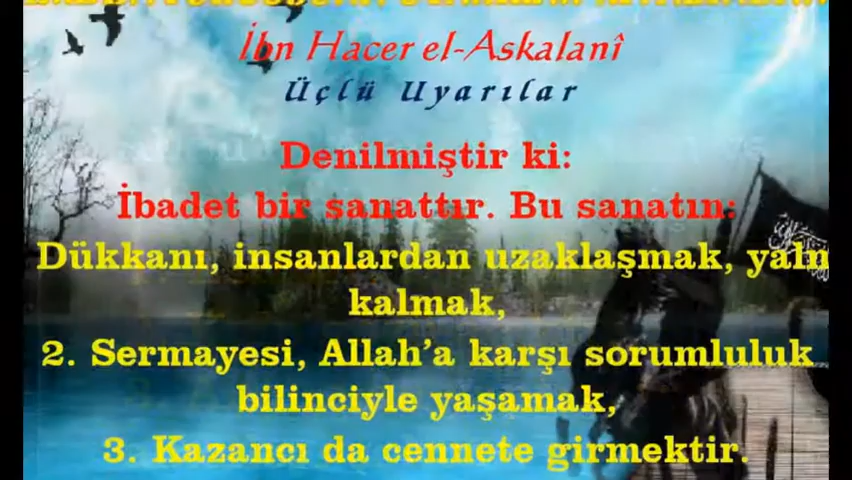 İbn Hacer el-Askalanî
Üçlü Uyarılar
Denilmiştir ki:
İbadet bir sanattır. Bu sanatın:
Dükkanı, insanlardan uzaklaşmak, yaln
kalmak,
2. Sermayesi, Allah'a karşı sorumluluk
bilinciyle yaşamak,
3. Kazancı da cennete girmektir.